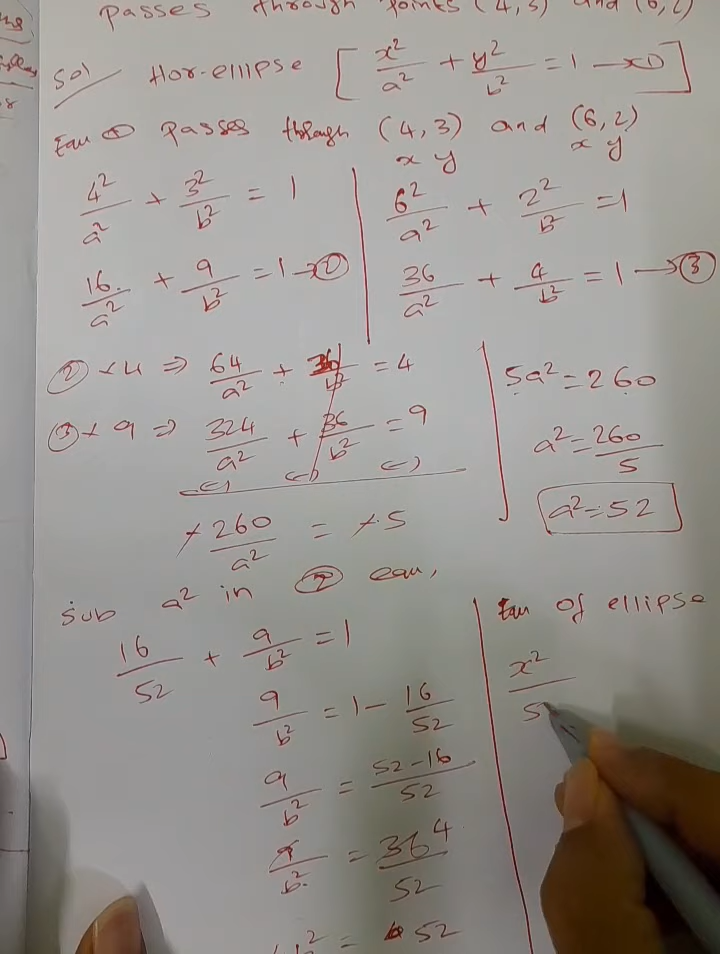 passes through points (4,3) and (6,2)
Sol Hor-ellipse [x²/a² + y²/b² = 1 → ①]
Eqn ① passes through (4,3) and (6,2)
x y x y
4²/a² + 3²/b² = 1
16/a² + 9/b² = 1 → ②
6²/a² + 2²/b² = 1
36/a² + 4/b² = 1 → ③
② × 4 ⇒ 64/a² + 36/b² = 4
③ × 9 ⇒ 324/a² + 36/b² = 9
(-) (-) (-)
-260/a² = -5
5a² = 260
a² = 260/5
a² = 52
Sub a² in ② eqn,
16/52 + 9/b² = 1
9/b² = 1 - 16/52
9/b² = 52-16/52
9/b² = 36 4/52
b² = 52
Eqn of ellipse
x²/5